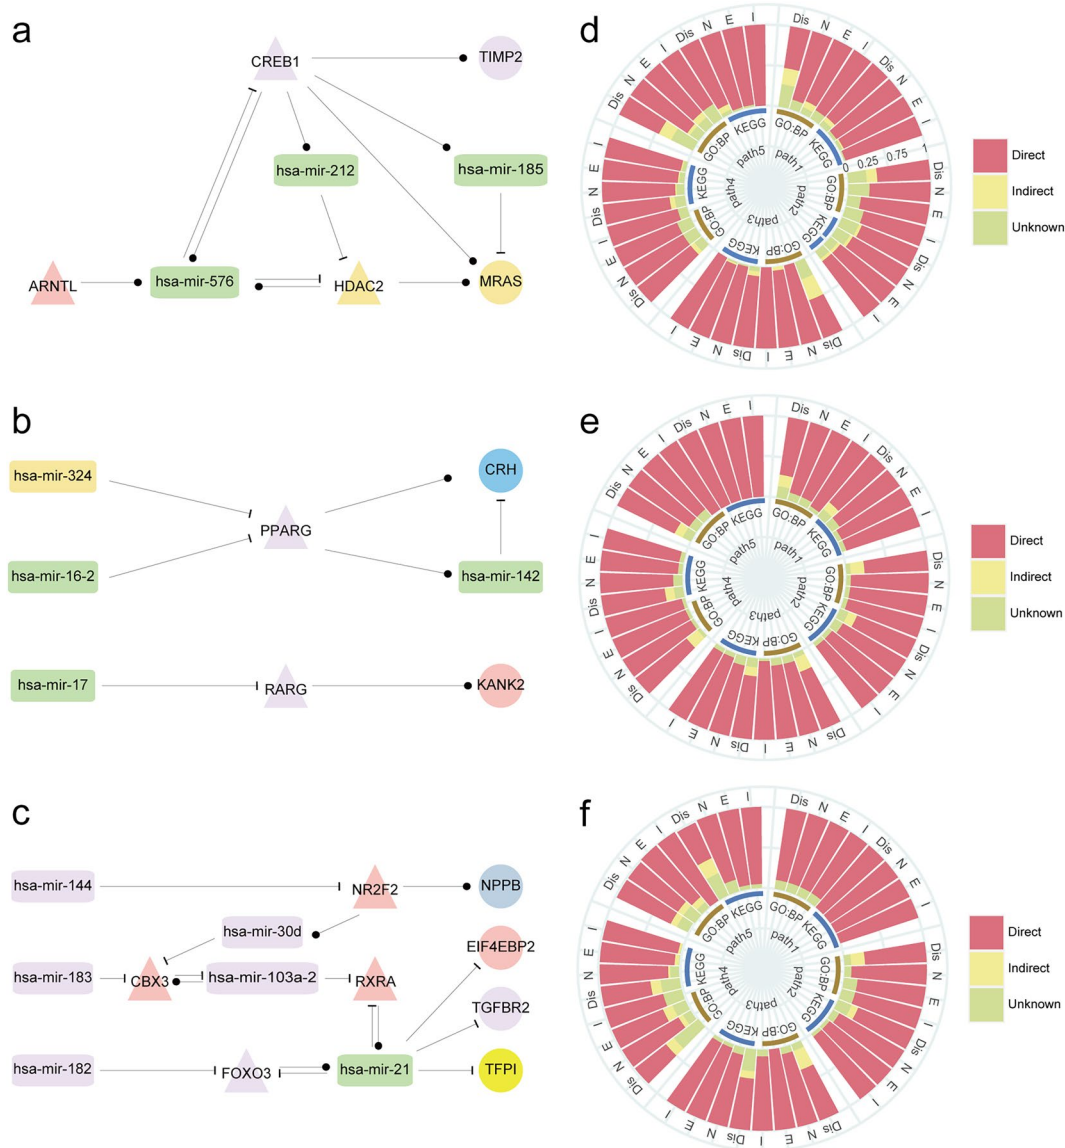 a
CREB1
TIMP2
hsa-mir-212
hsa-mir-185
ARNTL
hsa-mir-576
HDAC2
MRAS
b
hsa-mir-324
CRH
PPARG
hsa-mir-16-2
hsa-mir-142
hsa-mir-17
RARG
KANK2
c
hsa-mir-144
NR2F2
NPPB
hsa-mir-30d
EIF4EBP2
hsa-mir-183
CBX3
hsa-mir-103a-2
RXRA
TGFBR2
hsa-mir-182
FOXO3
hsa-mir-21
TFPI
d
Dis N E I Dis N E I
Dis N E I Dis N E I
Dis N E I Dis N E I
Dis N E I Dis N E I
Dis N E I Dis N E I
GO:BP KEGG
GO:BP KEGG
GO:BP KEGG
GO:BP KEGG
GO:BP KEGG
path1
path2
path3
path4
path5
0 0.25 0.75 1
Direct
Indirect
Unknown
e
Dis N E I Dis N E I
Dis N E I Dis N E I
Dis N E I Dis N E I
Dis N E I Dis N E I
Dis N E I Dis N E I
GO:BP KEGG
GO:BP KEGG
GO:BP KEGG
GO:BP KEGG
GO:BP KEGG
path1
path2
path3
path4
path5
Direct
Indirect
Unknown
f
Dis N E I Dis N E I
Dis N E I Dis N E I
Dis N E I Dis N E I
Dis N E I Dis N E I
Dis N E I Dis N E I
GO:BP KEGG
GO:BP KEGG
GO:BP KEGG
GO:BP KEGG
GO:BP KEGG
path1
path2
path3
path4
path5
Direct
Indirect
Unknown